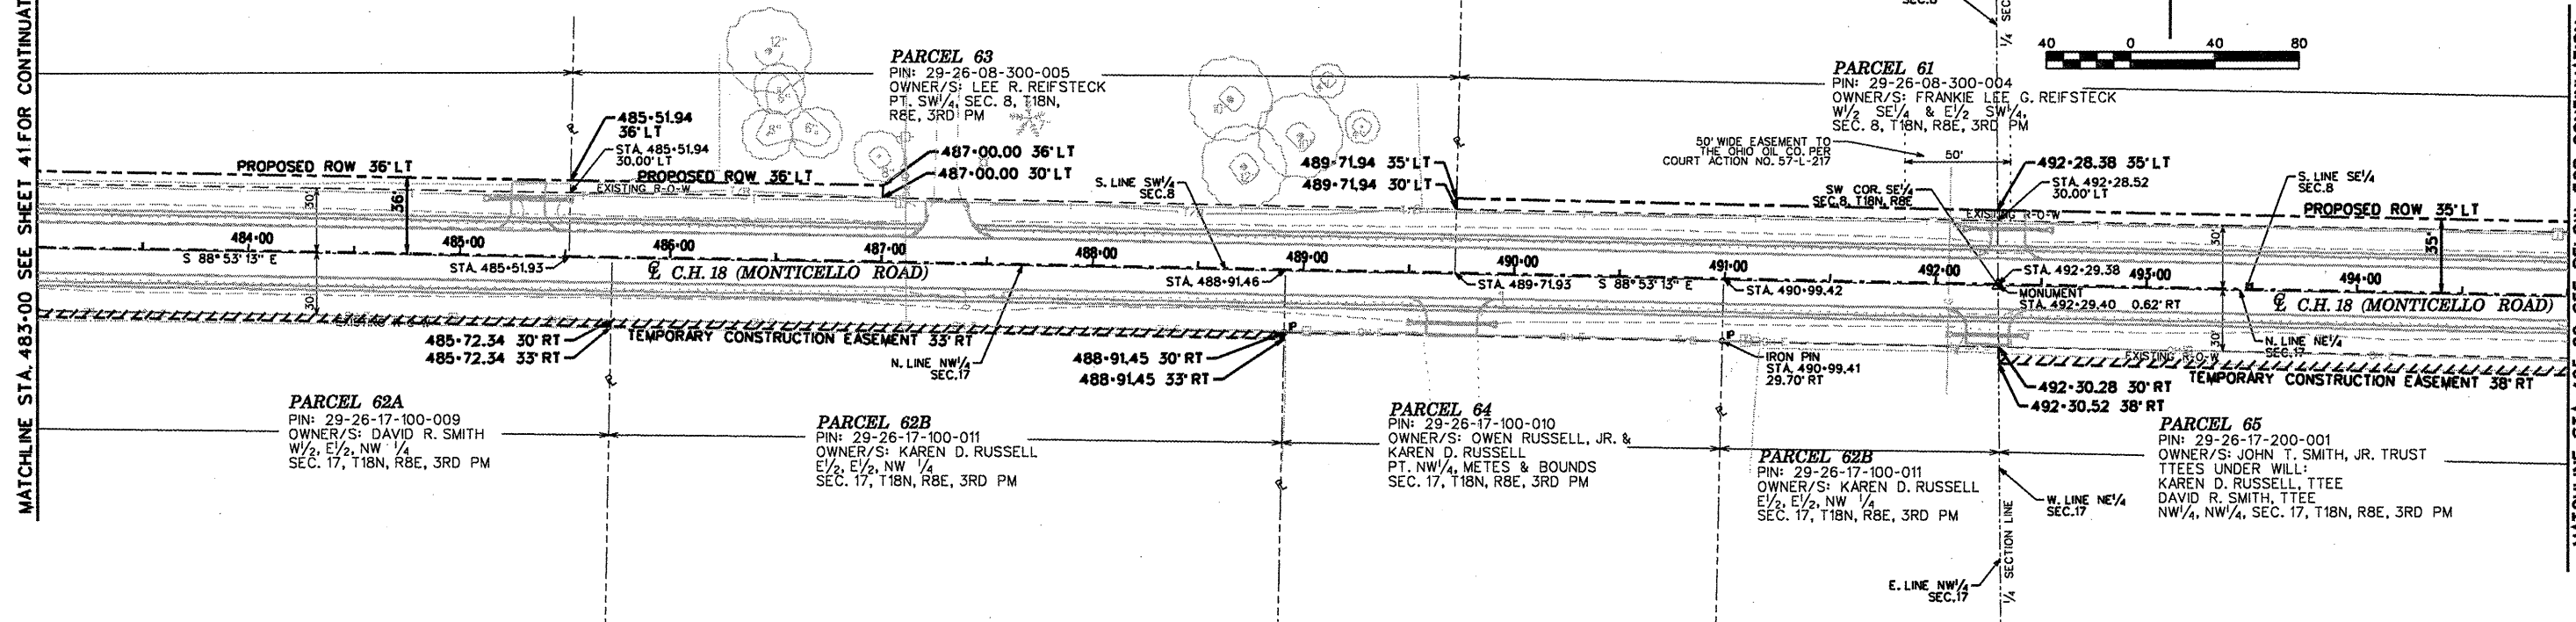 MATCHLINE STA. 483+00 SEE SHEET 41 FOR CONTINUAT
SEC.8
SEC
1/4
40 0 40 80
PARCEL 63
PIN: 29-26-08-300-005
OWNER/S: LEE R. REIFSTECK
PT. SW1/4, SEC. 8, T18N,
R8E, 3RD PM
12"
8"
6"
PARCEL 61
PIN: 29-26-08-300-004
OWNER/S: FRANKIE LEE G. REIFSTECK
W1/2 SE1/4 & E1/2 SW1/4,
SEC. 8, T18N, R8E, 3RD PM
50' WIDE EASEMENT TO
THE OHIO OIL CO. PER
COURT ACTION NO. 57-L-217
50'
485+51.94
36' LT
STA. 485+51.94
30.00' LT
PROPOSED ROW 36' LT
PROPOSED ROW 36' LT
EXISTING R-O-W
487+00.00 36' LT
487+00.00 30' LT
S. LINE SW1/4
SEC.8
489+71.94 35' LT
489+71.94 30' LT
SW COR. SE1/4
SEC.8, T18N, R8E
492+28.38 35' LT
STA. 492+28.52
30.00' LT
EXISTING R-O-W
S. LINE SE1/4
SEC.8
PROPOSED ROW 35' LT
30'
36'
30'
35'
484+00
485+00
486+00
487+00
488+00
489+00
490+00
491+00
492+00
493+00
494+00
S 88°53'13" E
STA. 485+51.93
℄ C.H. 18 (MONTICELLO ROAD)
STA. 488+91.46
STA. 489+71.93
S 88°53'13" E
STA. 490+99.42
STA. 492+29.38
MONUMENT
STA. 492+29.40 0.62' RT
℄ C.H. 18 (MONTICELLO ROAD)
30'
30'
485+72.34 30' RT
485+72.34 33' RT
TEMPORARY CONSTRUCTION EASEMENT 33' RT
N. LINE NW1/4
SEC.17
488+91.45 30' RT
488+91.45 33' RT
IP
IP
IRON PIN
STA. 490+99.41
29.70' RT
N. LINE NE1/4
SEC.17
EXISTING R-O-W
TEMPORARY CONSTRUCTION EASEMENT 38' RT
492+30.28 30' RT
492+30.52 38' RT
PARCEL 62A
PIN: 29-26-17-100-009
OWNER/S: DAVID R. SMITH
W1/2, E1/2, NW 1/4
SEC. 17, T18N, R8E, 3RD PM
PARCEL 62B
PIN: 29-26-17-100-011
OWNER/S: KAREN D. RUSSELL
E1/2, E1/2, NW 1/4
SEC. 17, T18N, R8E, 3RD PM
PARCEL 64
PIN: 29-26-17-100-010
OWNER/S: OWEN RUSSELL, JR. &
KAREN D. RUSSELL
PT. NW1/4, METES & BOUNDS
SEC. 17, T18N, R8E, 3RD PM
PARCEL 62B
PIN: 29-26-17-100-011
OWNER/S: KAREN D. RUSSELL
E1/2, E1/2, NW 1/4
SEC. 17, T18N, R8E, 3RD PM
PARCEL 65
PIN: 29-26-17-200-001
OWNER/S: JOHN T. SMITH, JR. TRUST
TTEES UNDER WILL:
KAREN D. RUSSELL, TTEE
DAVID R. SMITH, TTEE
NW1/4, NW1/4, SEC. 17, T18N, R8E, 3RD PM
W. LINE NE1/4
SEC.17
E. LINE NW1/4
SEC.17
1/4 SECTION LINE